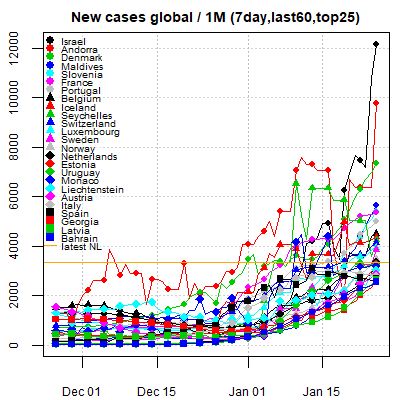 New cases global / 1M (7day,last60,top25)
12000
10000
8000
6000
4000
2000
0
Israel
Andorra
Denmark
Maldives
Slovenia
France
Portugal
Belgium
Iceland
Seychelles
Switzerland
Luxembourg
Sweden
Norway
Netherlands
Estonia
Uruguay
Monaco
Liechtenstein
Austria
Italy
Spain
Georgia
Latvia
Bahrain
latest NL
Dec 01
Dec 15
Jan 01
Jan 15